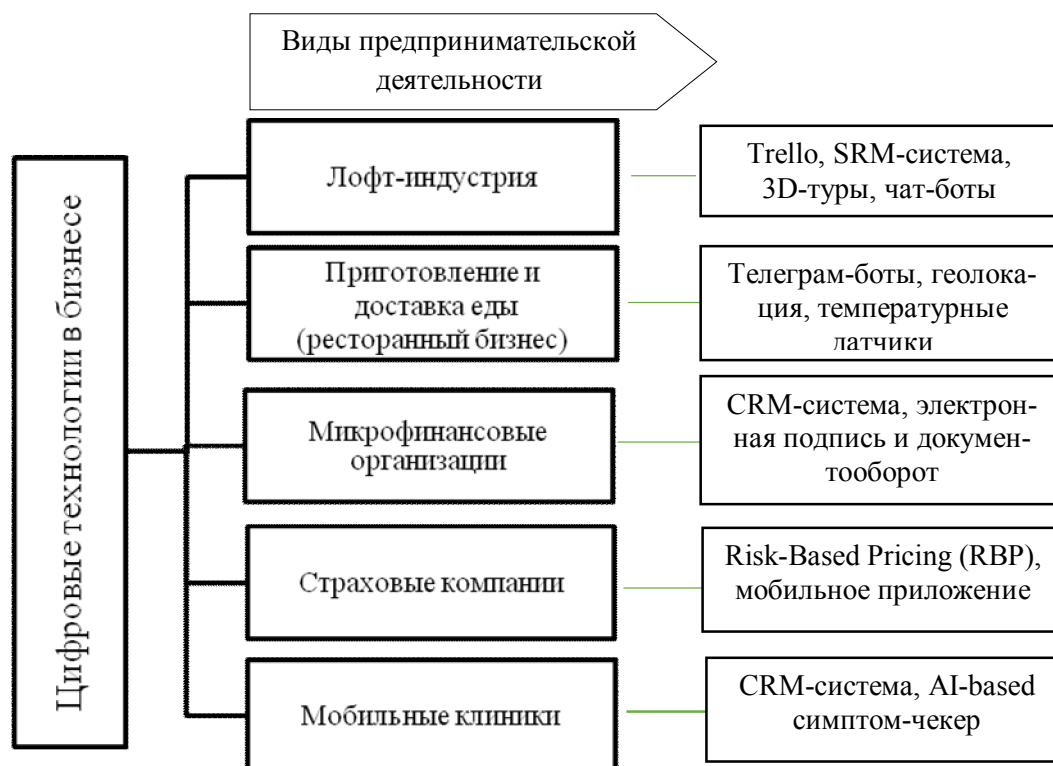 Виды предпринимательской
деятельности
Цифровые технологии в бизнесе
Лофт-индустрия
Trello, SRM-система,
3D-туры, чат-боты
Приготовление и
доставка еды
(ресторанный бизнес)
Телеграм-боты, геолока-
ция, температурные
датчики
Микрофинансовые
организации
CRM-система, электрон-
ная подпись и докумен-
тооборот
Страховые компании
Risk-Based Pricing (RBP),
мобильное приложение
Мобильные клиники
CRM-система, AI-based
симптом-чекер